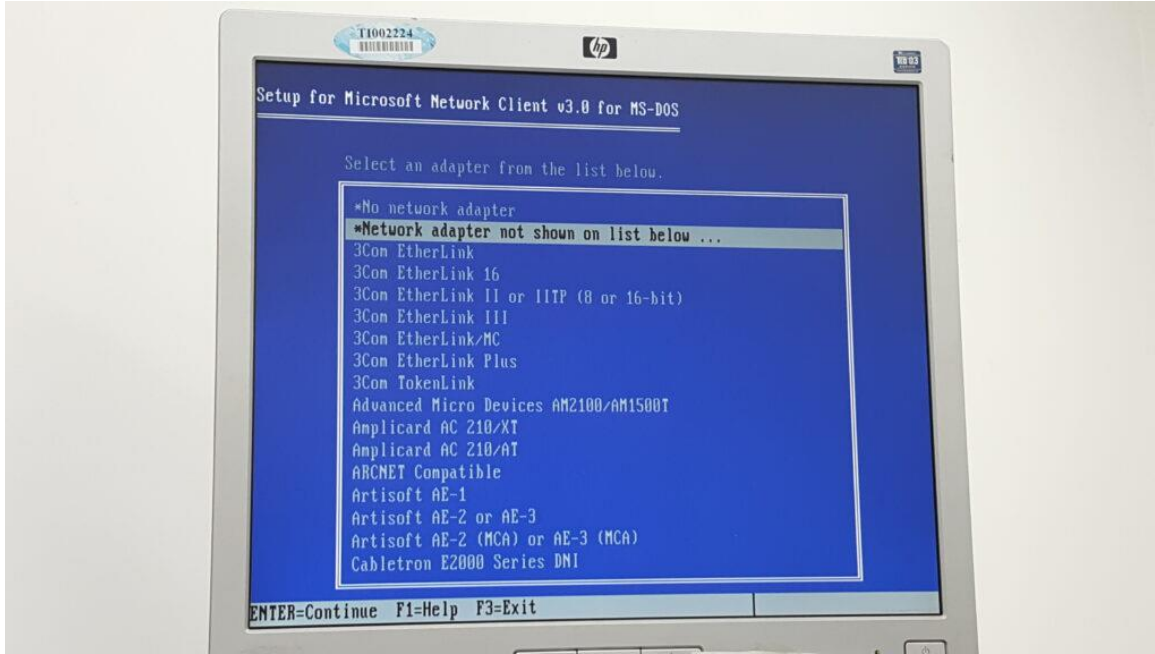 T1002224
hp
TCO 03
Setup for Microsoft Network Client v3.0 for MS-DOS
Select an adapter from the list below.
*No network adapter
*Network adapter not shown on list below ...
3Com EtherLink
3Com EtherLink 16
3Com EtherLink II or IITP (8 or 16-bit)
3Com EtherLink III
3Com EtherLink/MC
3Com EtherLink Plus
3Com TokenLink
Advanced Micro Devices AM2100/AM1500T
Amplicard AC 210/XT
Amplicard AC 210/AT
ARCNET Compatible
Artisoft AE-1
Artisoft AE-2 or AE-3
Artisoft AE-2 (MCA) or AE-3 (MCA)
Cabletron E2000 Series DNI
ENTER=Continue F1=Help F3=Exit